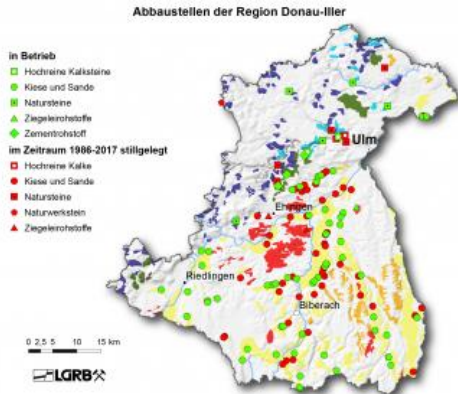 Abbaustellen der Region Donau-Iller
in Betrieb
Hochreine Kalksteine
Kiese und Sande
Natursteine
Ziegeleirohstoffe
Zementrohstoff
im Zeitraum 1986-2017 stillgelegt
Hochreine Kalke
Kiese und Sande
Natursteine
Naturwerkstein
Ziegeleirohstoffe
Ulm
Ehingen
Riedlingen
Biberach
0 2,5 5 10 15 km
LGRB